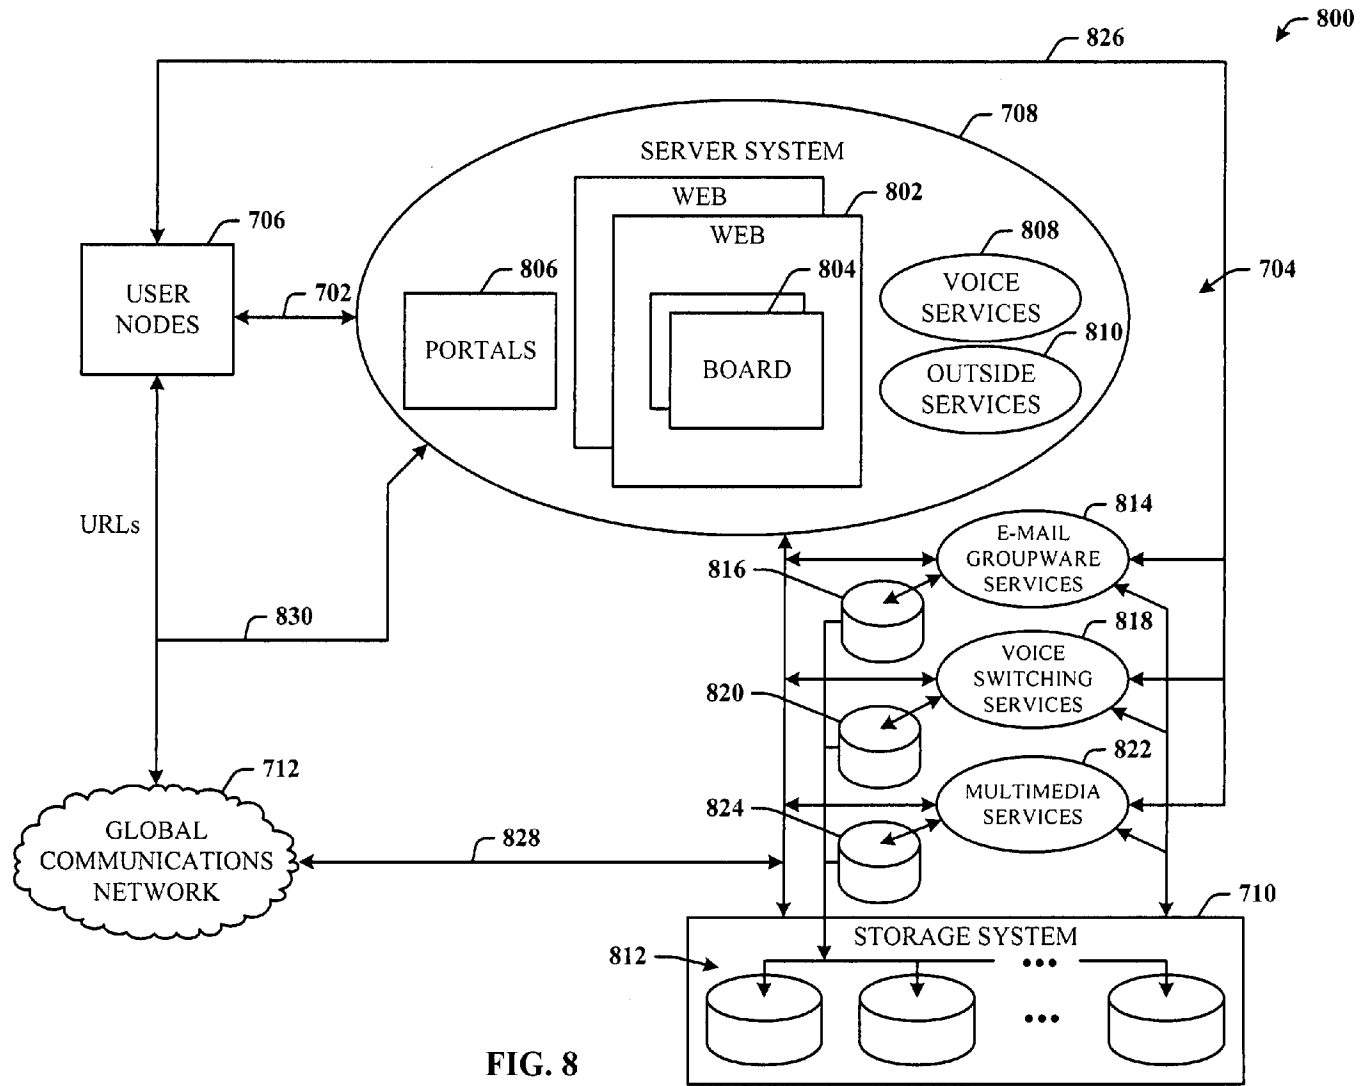 800
826
708
SERVER SYSTEM
WEB
802
WEB
706
USER
NODES
702
806
PORTALS
804
BOARD
808
VOICE
SERVICES
810
OUTSIDE
SERVICES
704
URLs
814
E-MAIL
GROUPWARE
SERVICES
816
830
818
VOICE
SWITCHING
SERVICES
820
822
MULTIMEDIA
SERVICES
824
712
GLOBAL
COMMUNICATIONS
NETWORK
828
710
STORAGE SYSTEM
812
FIG. 8